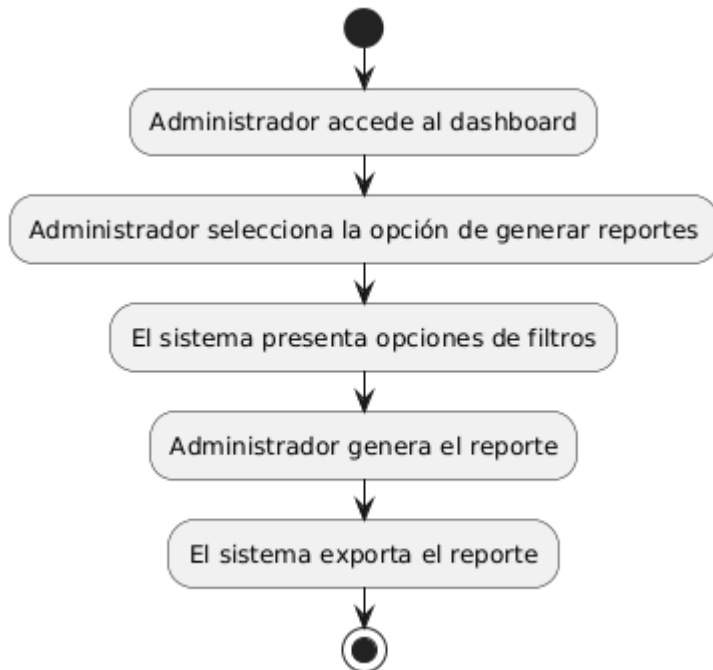 Administrador accede al dashboard
Administrador selecciona la opción de generar reportes
El sistema presenta opciones de filtros
Administrador genera el reporte
El sistema exporta el reporte